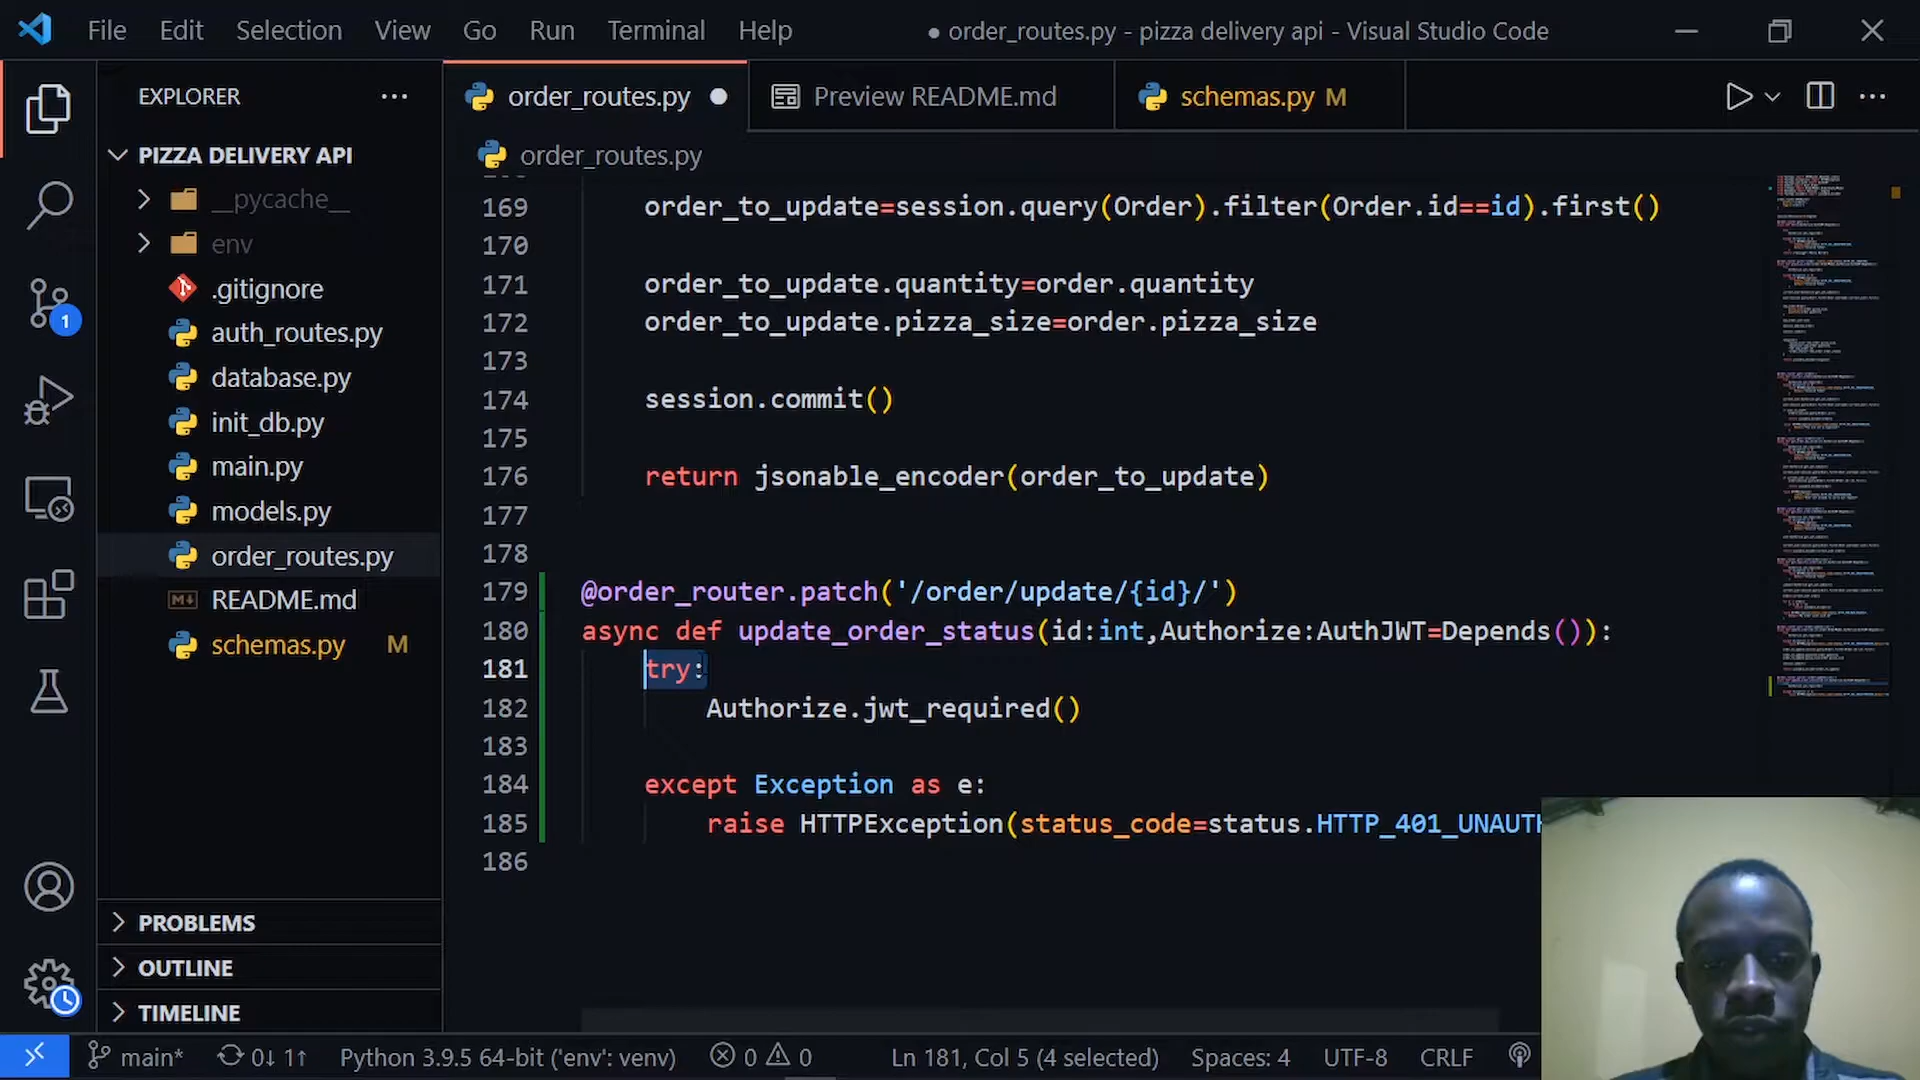 File Edit Selection View Go Run Terminal Help
● order_routes.py - pizza delivery api - Visual Studio Code
EXPLORER
order_routes.py
Preview README.md
schemas.py M
PIZZA DELIVERY API
order_routes.py
__pycache__
env
.gitignore
auth_routes.py
database.py
init_db.py
main.py
models.py
order_routes.py
README.md
schemas.py M
1
169 order_to_update=session.query(Order).filter(Order.id==id).first()
170
171 order_to_update.quantity=order.quantity
172 order_to_update.pizza_size=order.pizza_size
173
174 session.commit()
175
176 return jsonable_encoder(order_to_update)
177
178
179 @order_router.patch('/order/update/{id}/')
180 async def update_order_status(id:int,Authorize:AuthJWT=Depends()):
181 try:
182 Authorize.jwt_required()
183
184 except Exception as e:
185 raise HTTPException(status_code=status.HTTP_401_UNAUTH
186
PROBLEMS
OUTLINE
TIMELINE
main* 0↓ 1↑ Python 3.9.5 64-bit ('env': venv) 0 0 Ln 181, Col 5 (4 selected) Spaces: 4 UTF-8 CRLF